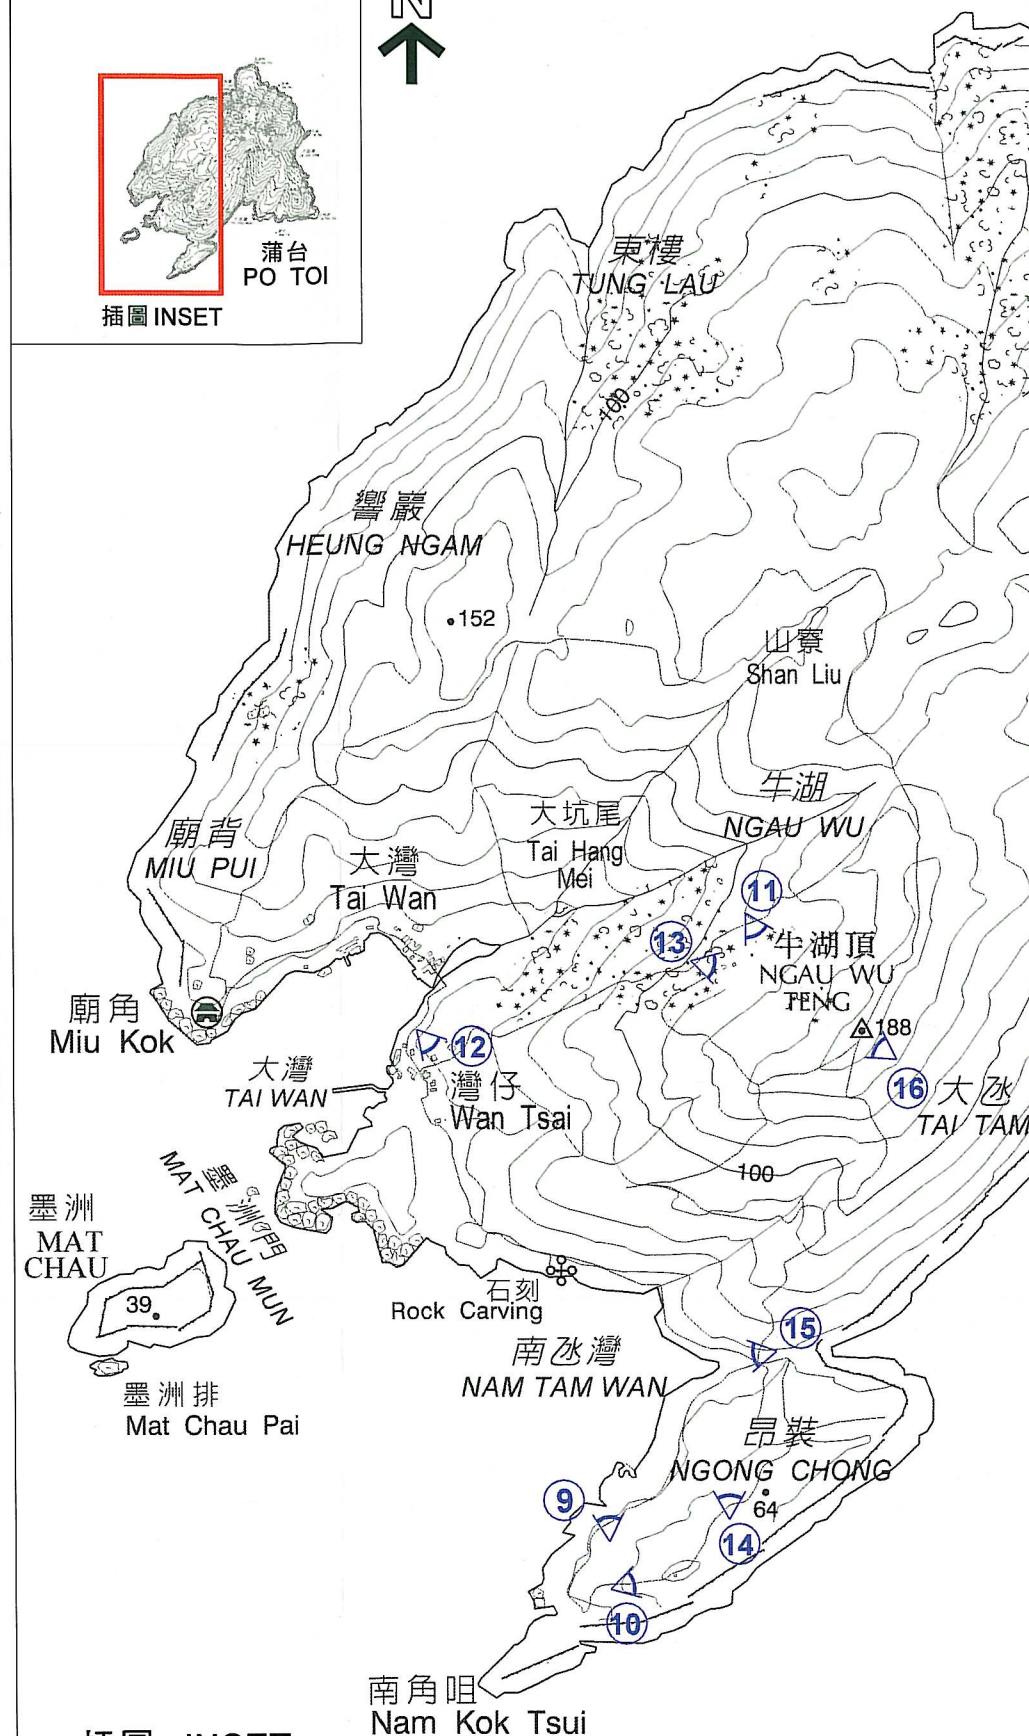 N
蒲台
PO TOI
插圖 INSET
東樓
TUNG LAU
100
響巖
HEUNG NGAM
152
山寮
Shan Liu
牛湖
NGAU WU
大坑尾
Tai Hang
Mei
廟背
MIU PUI
大灣
Tai Wan
11
13
牛湖頂
NGAU WU
TENG
188
廟角
Miu Kok
12
大灣
TAI WAN
灣仔
Wan Tsai
16
大氹
TAI TAM
100
墨洲門
MAT CHAU MUN
墨洲
MAT
CHAU
39
石刻
Rock Carving
15
南氹灣
NAM TAM WAN
墨洲排
Mat Chau Pai
昂裝
NGONG CHONG
64
9
14
10
南角咀
Nam Kok Tsui
插圖 INSET